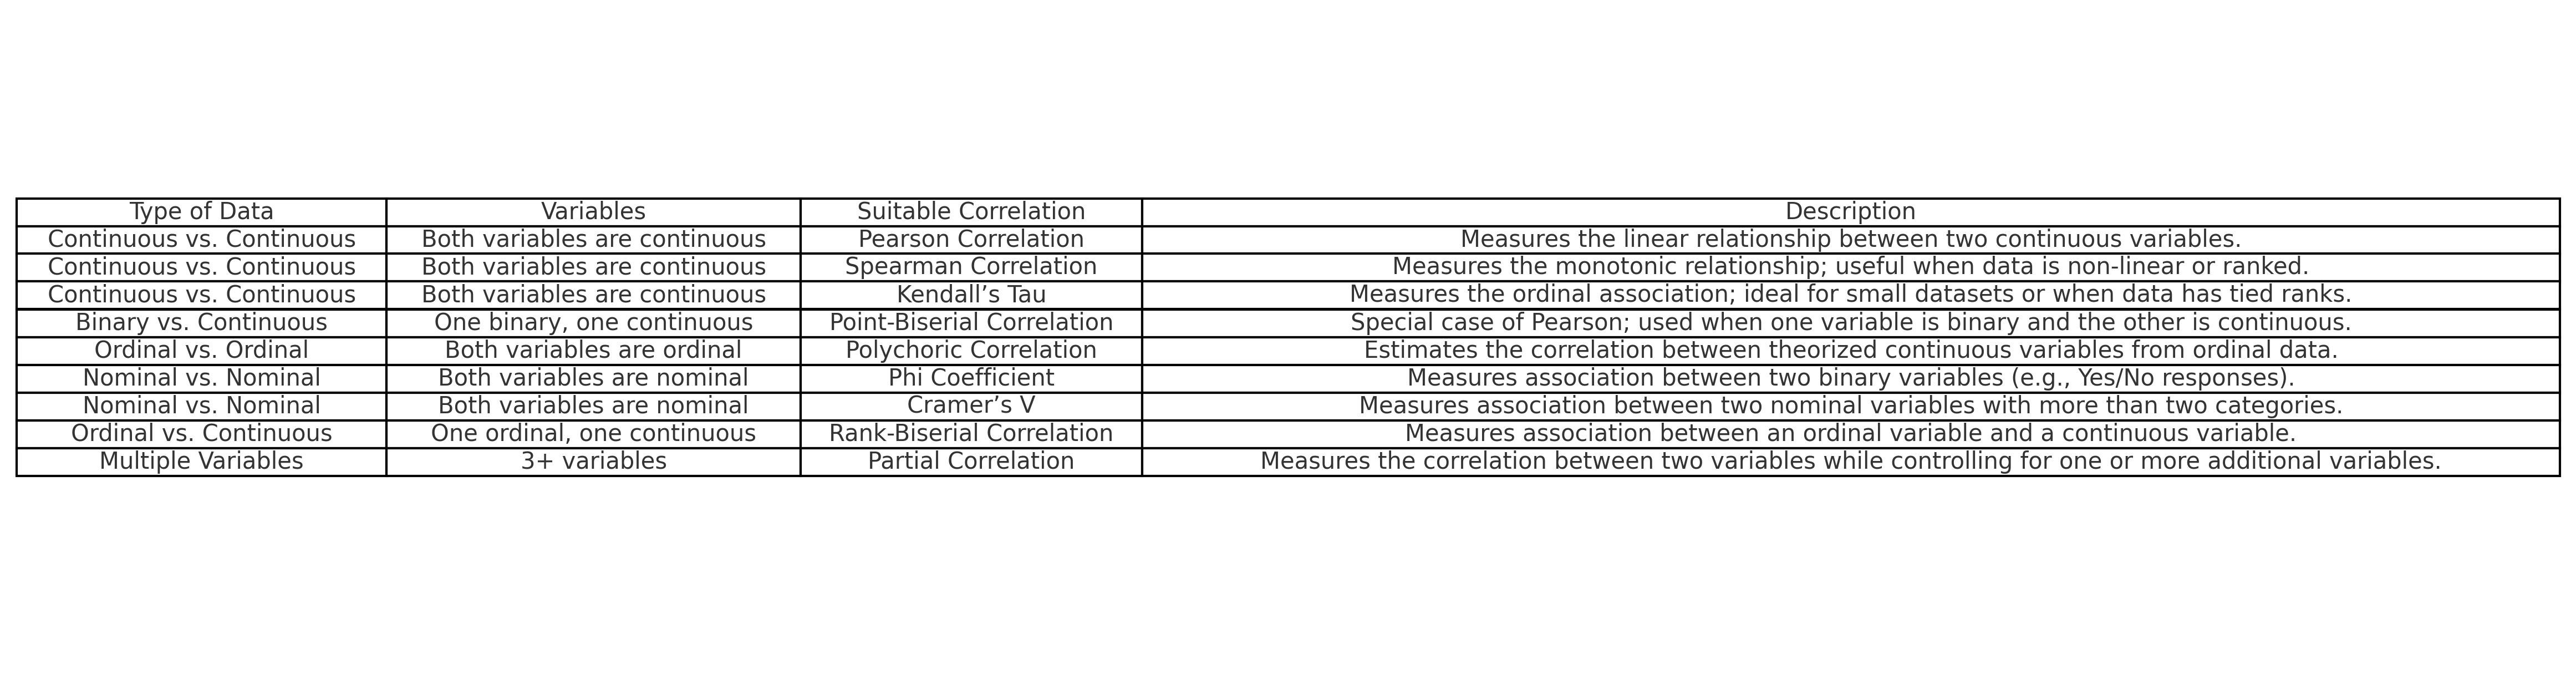 Type of Data Variables Suitable Correlation Description
Continuous vs. Continuous Both variables are continuous Pearson Correlation Measures the linear relationship between two continuous variables.
Continuous vs. Continuous Both variables are continuous Spearman Correlation Measures the monotonic relationship; useful when data is non-linear or ranked.
Continuous vs. Continuous Both variables are continuous Kendall’s Tau Measures the ordinal association; ideal for small datasets or when data has tied ranks.
Binary vs. Continuous One binary, one continuous Point-Biserial Correlation Special case of Pearson; used when one variable is binary and the other is continuous.
Ordinal vs. Ordinal Both variables are ordinal Polychoric Correlation Estimates the correlation between theorized continuous variables from ordinal data.
Nominal vs. Nominal Both variables are nominal Phi Coefficient Measures association between two binary variables (e.g., Yes/No responses).
Nominal vs. Nominal Both variables are nominal Cramer’s V Measures association between two nominal variables with more than two categories.
Ordinal vs. Continuous One ordinal, one continuous Rank-Biserial Correlation Measures association between an ordinal variable and a continuous variable.
Multiple Variables 3+ variables Partial Correlation Measures the correlation between two variables while controlling for one or more additional variables.